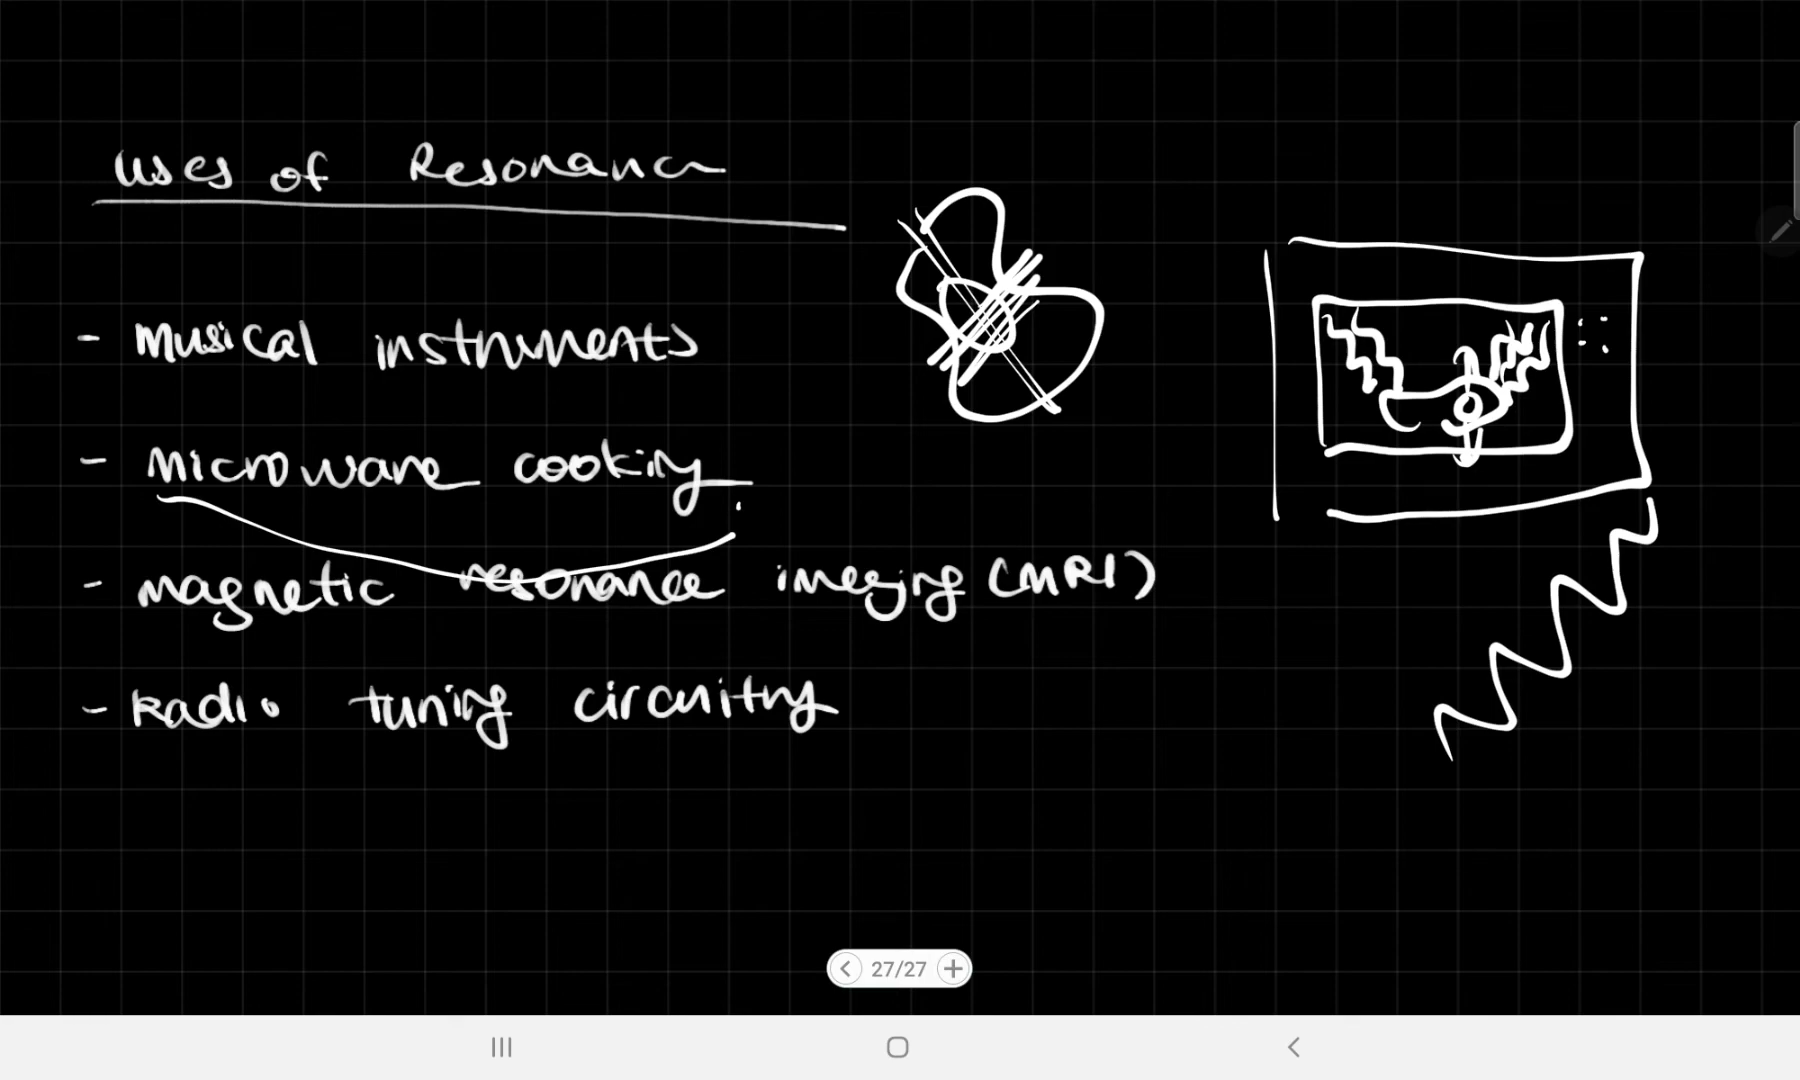 Uses of Resonance
- Musical instruments
- Microwave cooking
- magnetic resonance imaging (MRI)
- Radio tuning circuitry
27/27